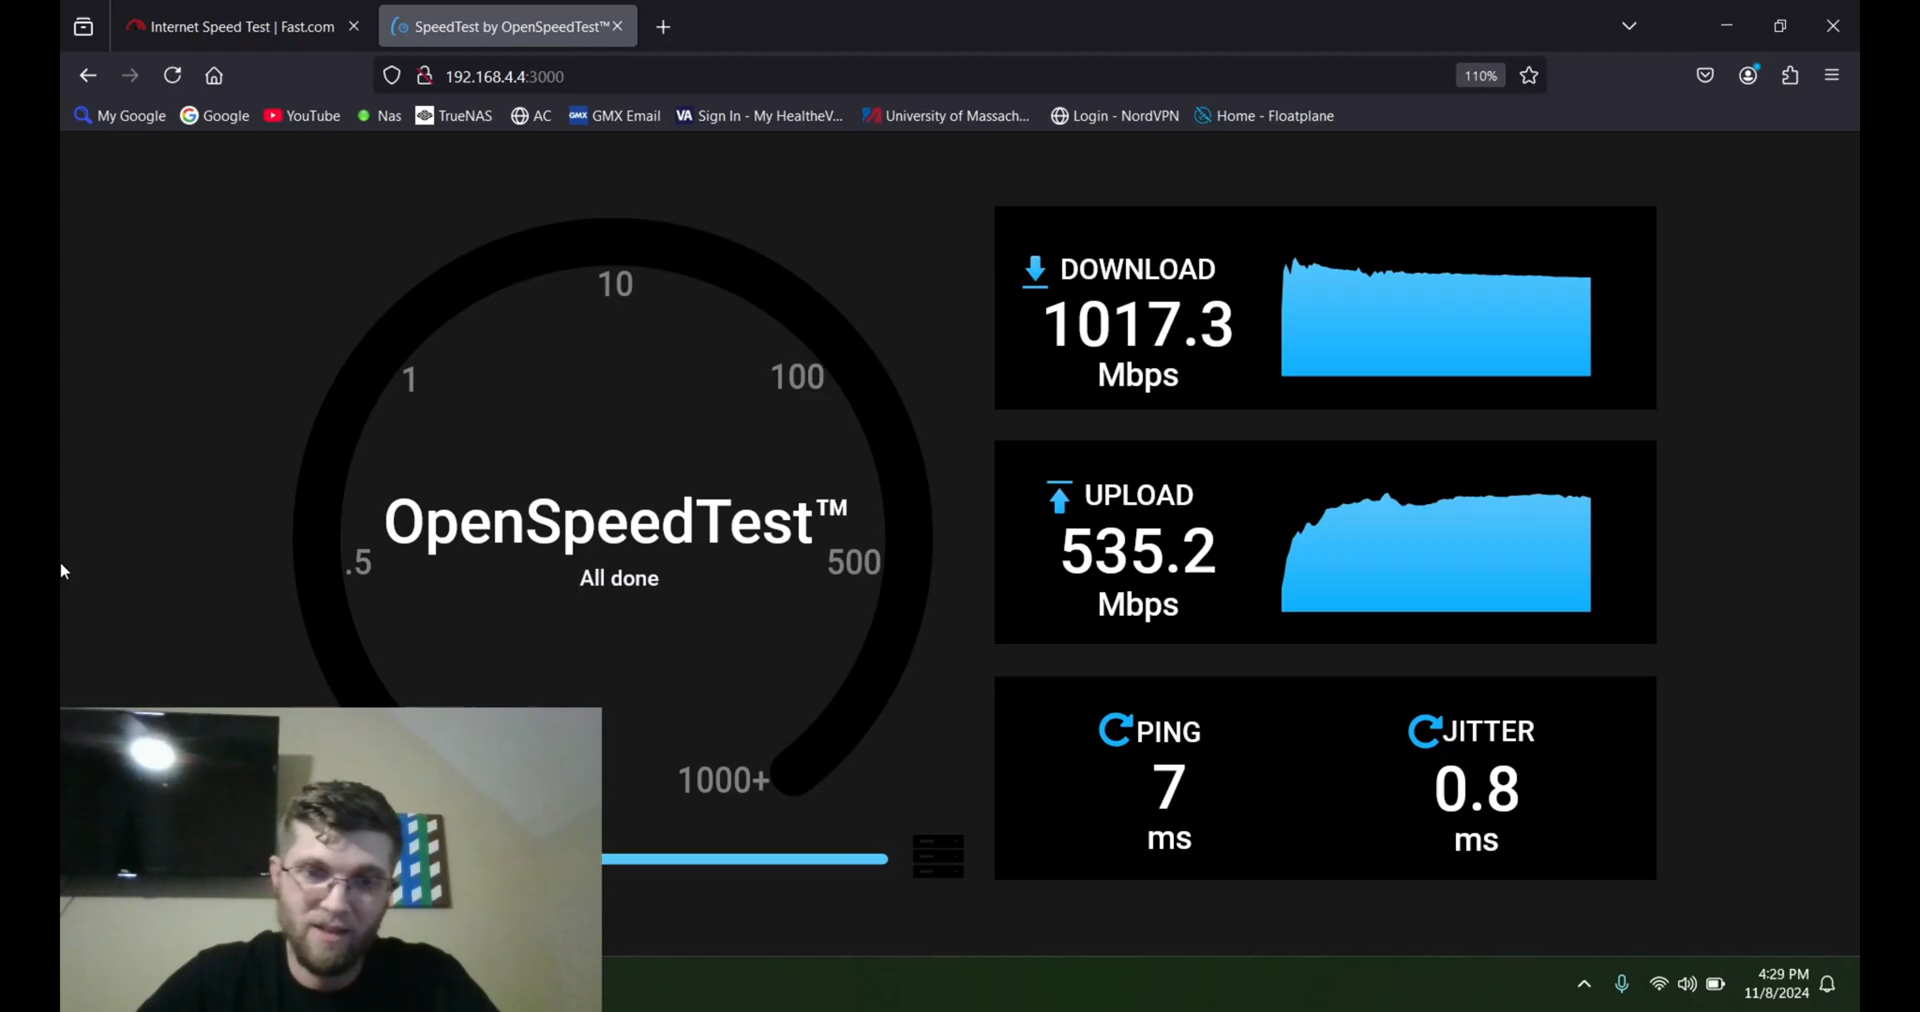 Internet Speed Test | Fast.com
SpeedTest by OpenSpeedTest™
192.168.4.4:3000
110%
My Google
Google
YouTube
Nas
TrueNAS
AC
GMX
GMX Email
VA
Sign In - My HealtheV...
University of Massach...
Login - NordVPN
Home - Floatplane
.5
1
10
100
500
1000+
OpenSpeedTest™
All done
DOWNLOAD
1017.3
Mbps
UPLOAD
535.2
Mbps
PING
7
ms
JITTER
0.8
ms
4:29 PM
11/8/2024